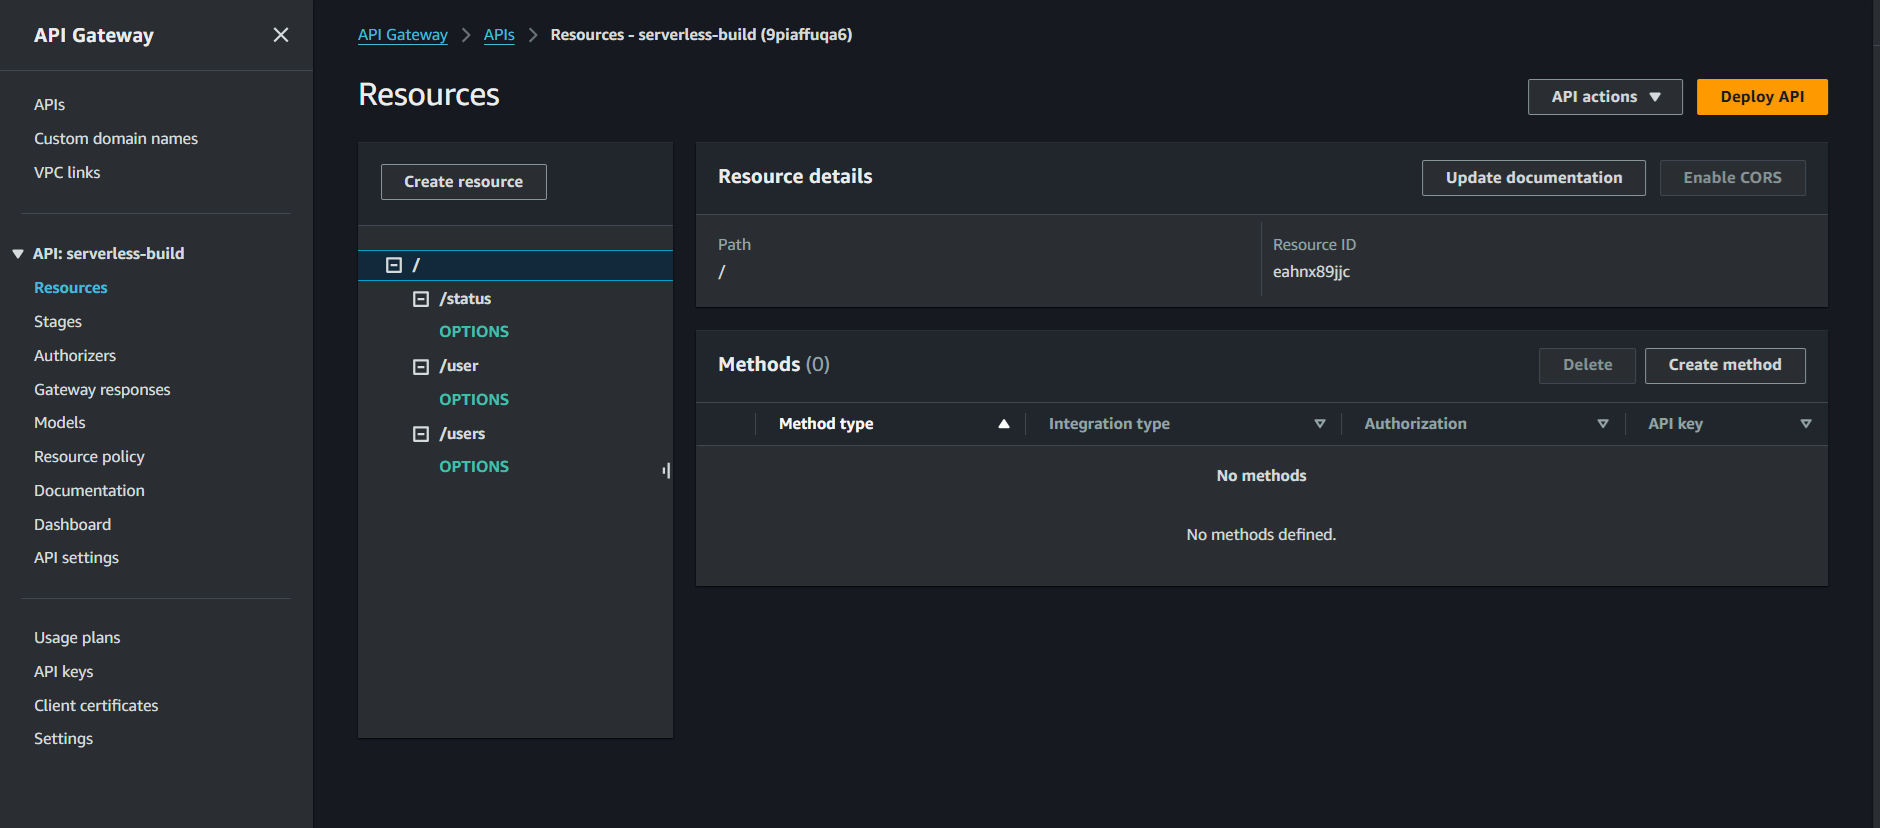 API Gateway
APIs
Custom domain names
VPC links
API: serverless-build
Resources
Stages
Authorizers
Gateway responses
Models
Resource policy
Documentation
Dashboard
API settings
Usage plans
API keys
Client certificates
Settings
API Gateway > APIs > Resources - serverless-build (9piaffuqa6)
Resources
API actions
Deploy API
Create resource
/
/status
OPTIONS
/user
OPTIONS
/users
OPTIONS
Resource details
Update documentation
Enable CORS
Path
/
Resource ID
eahnx89jjc
Methods (0)
Delete
Create method
Method type Integration type Authorization API key
No methods
No methods defined.